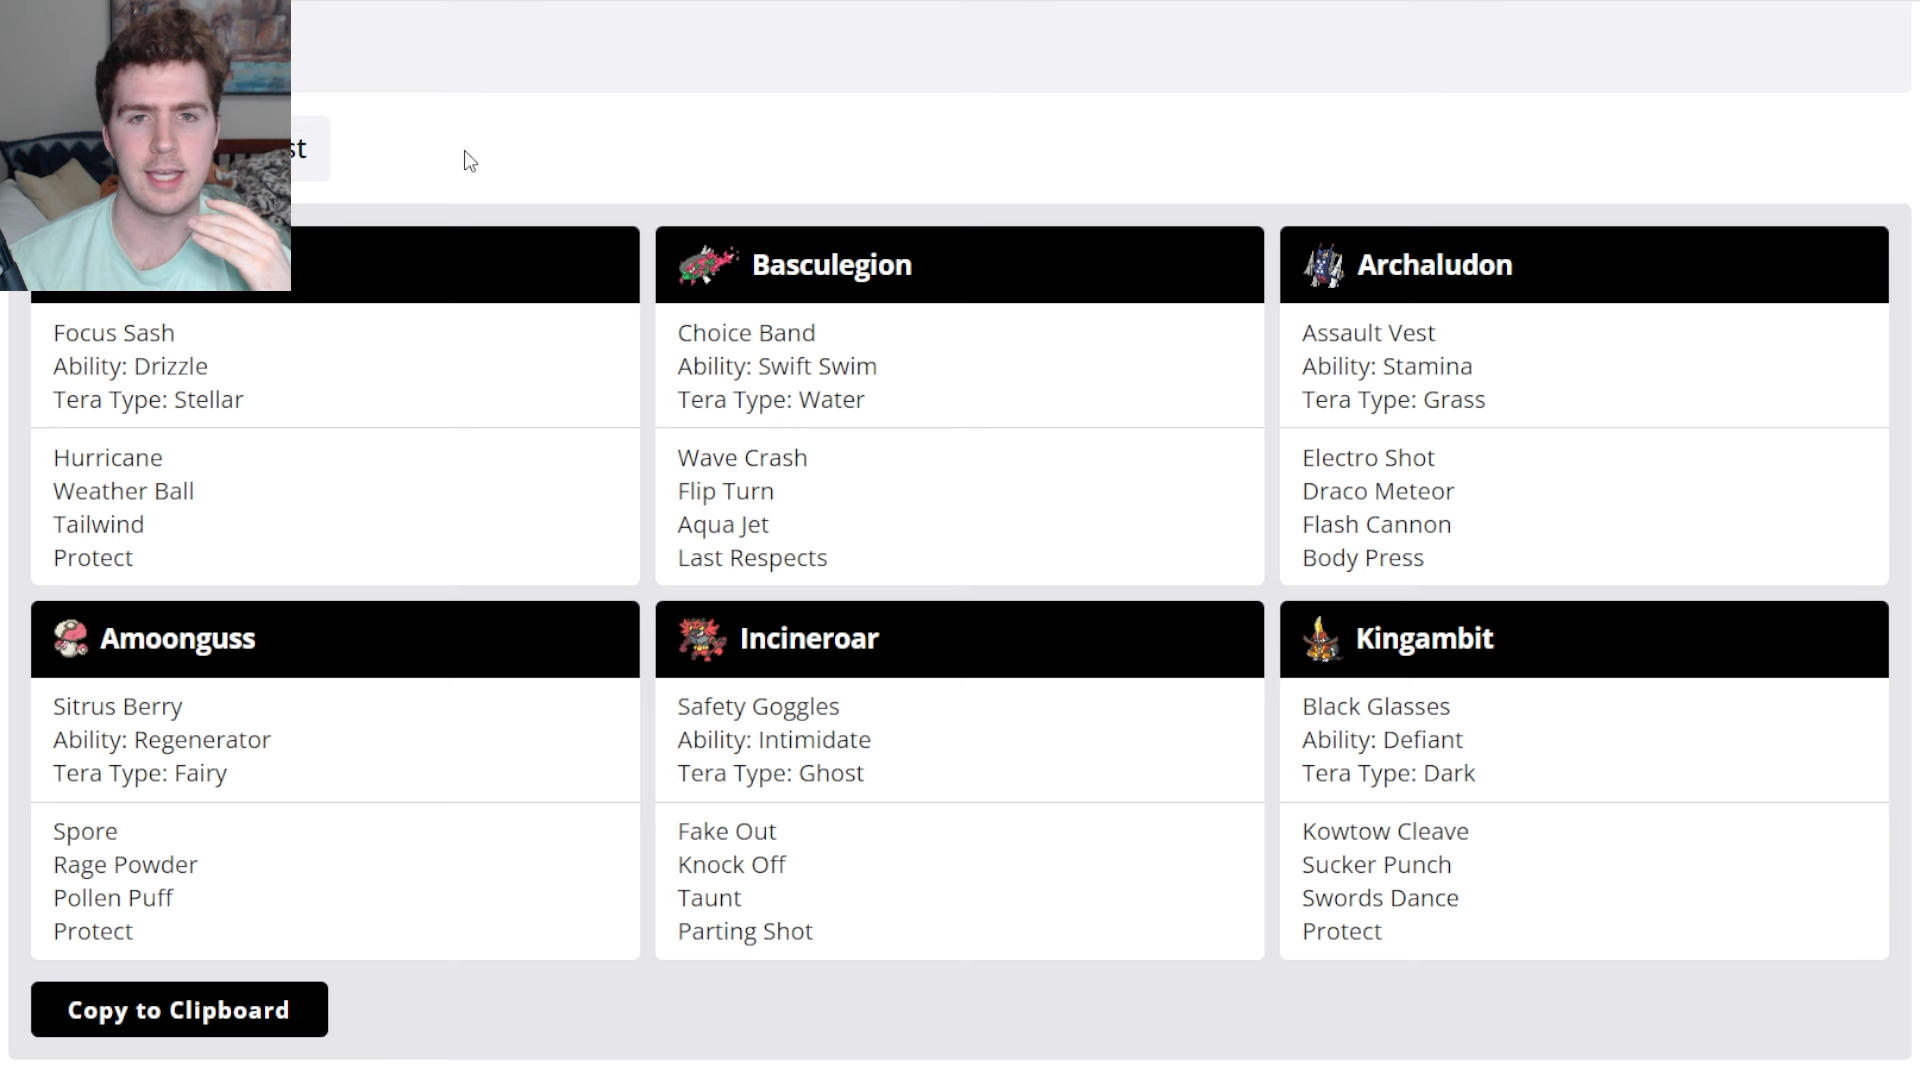 st
Focus Sash
Ability: Drizzle
Tera Type: Stellar
Hurricane
Weather Ball
Tailwind
Protect
Basculegion
Choice Band
Ability: Swift Swim
Tera Type: Water
Wave Crash
Flip Turn
Aqua Jet
Last Respects
Archaludon
Assault Vest
Ability: Stamina
Tera Type: Grass
Electro Shot
Draco Meteor
Flash Cannon
Body Press
Amoonguss
Sitrus Berry
Ability: Regenerator
Tera Type: Fairy
Spore
Rage Powder
Pollen Puff
Protect
Incineroar
Safety Goggles
Ability: Intimidate
Tera Type: Ghost
Fake Out
Knock Off
Taunt
Parting Shot
Kingambit
Black Glasses
Ability: Defiant
Tera Type: Dark
Kowtow Cleave
Sucker Punch
Swords Dance
Protect
Copy to Clipboard